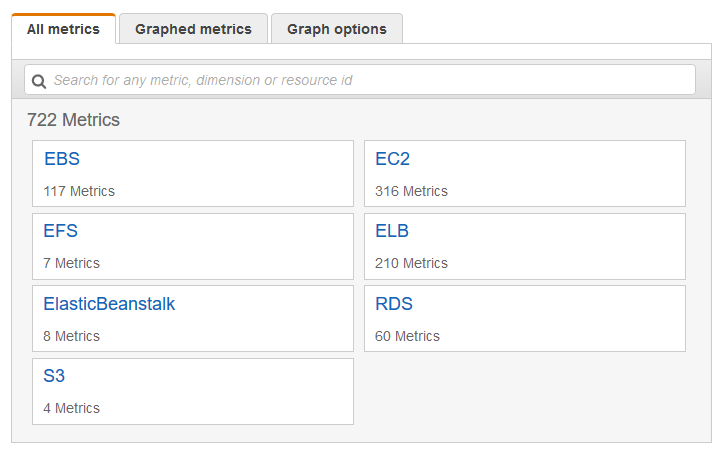 All metrics
Graphed metrics
Graph options
Search for any metric, dimension or resource id
722 Metrics
EBS
117 Metrics
EC2
316 Metrics
EFS
7 Metrics
ELB
210 Metrics
ElasticBeanstalk
8 Metrics
RDS
60 Metrics
S3
4 Metrics